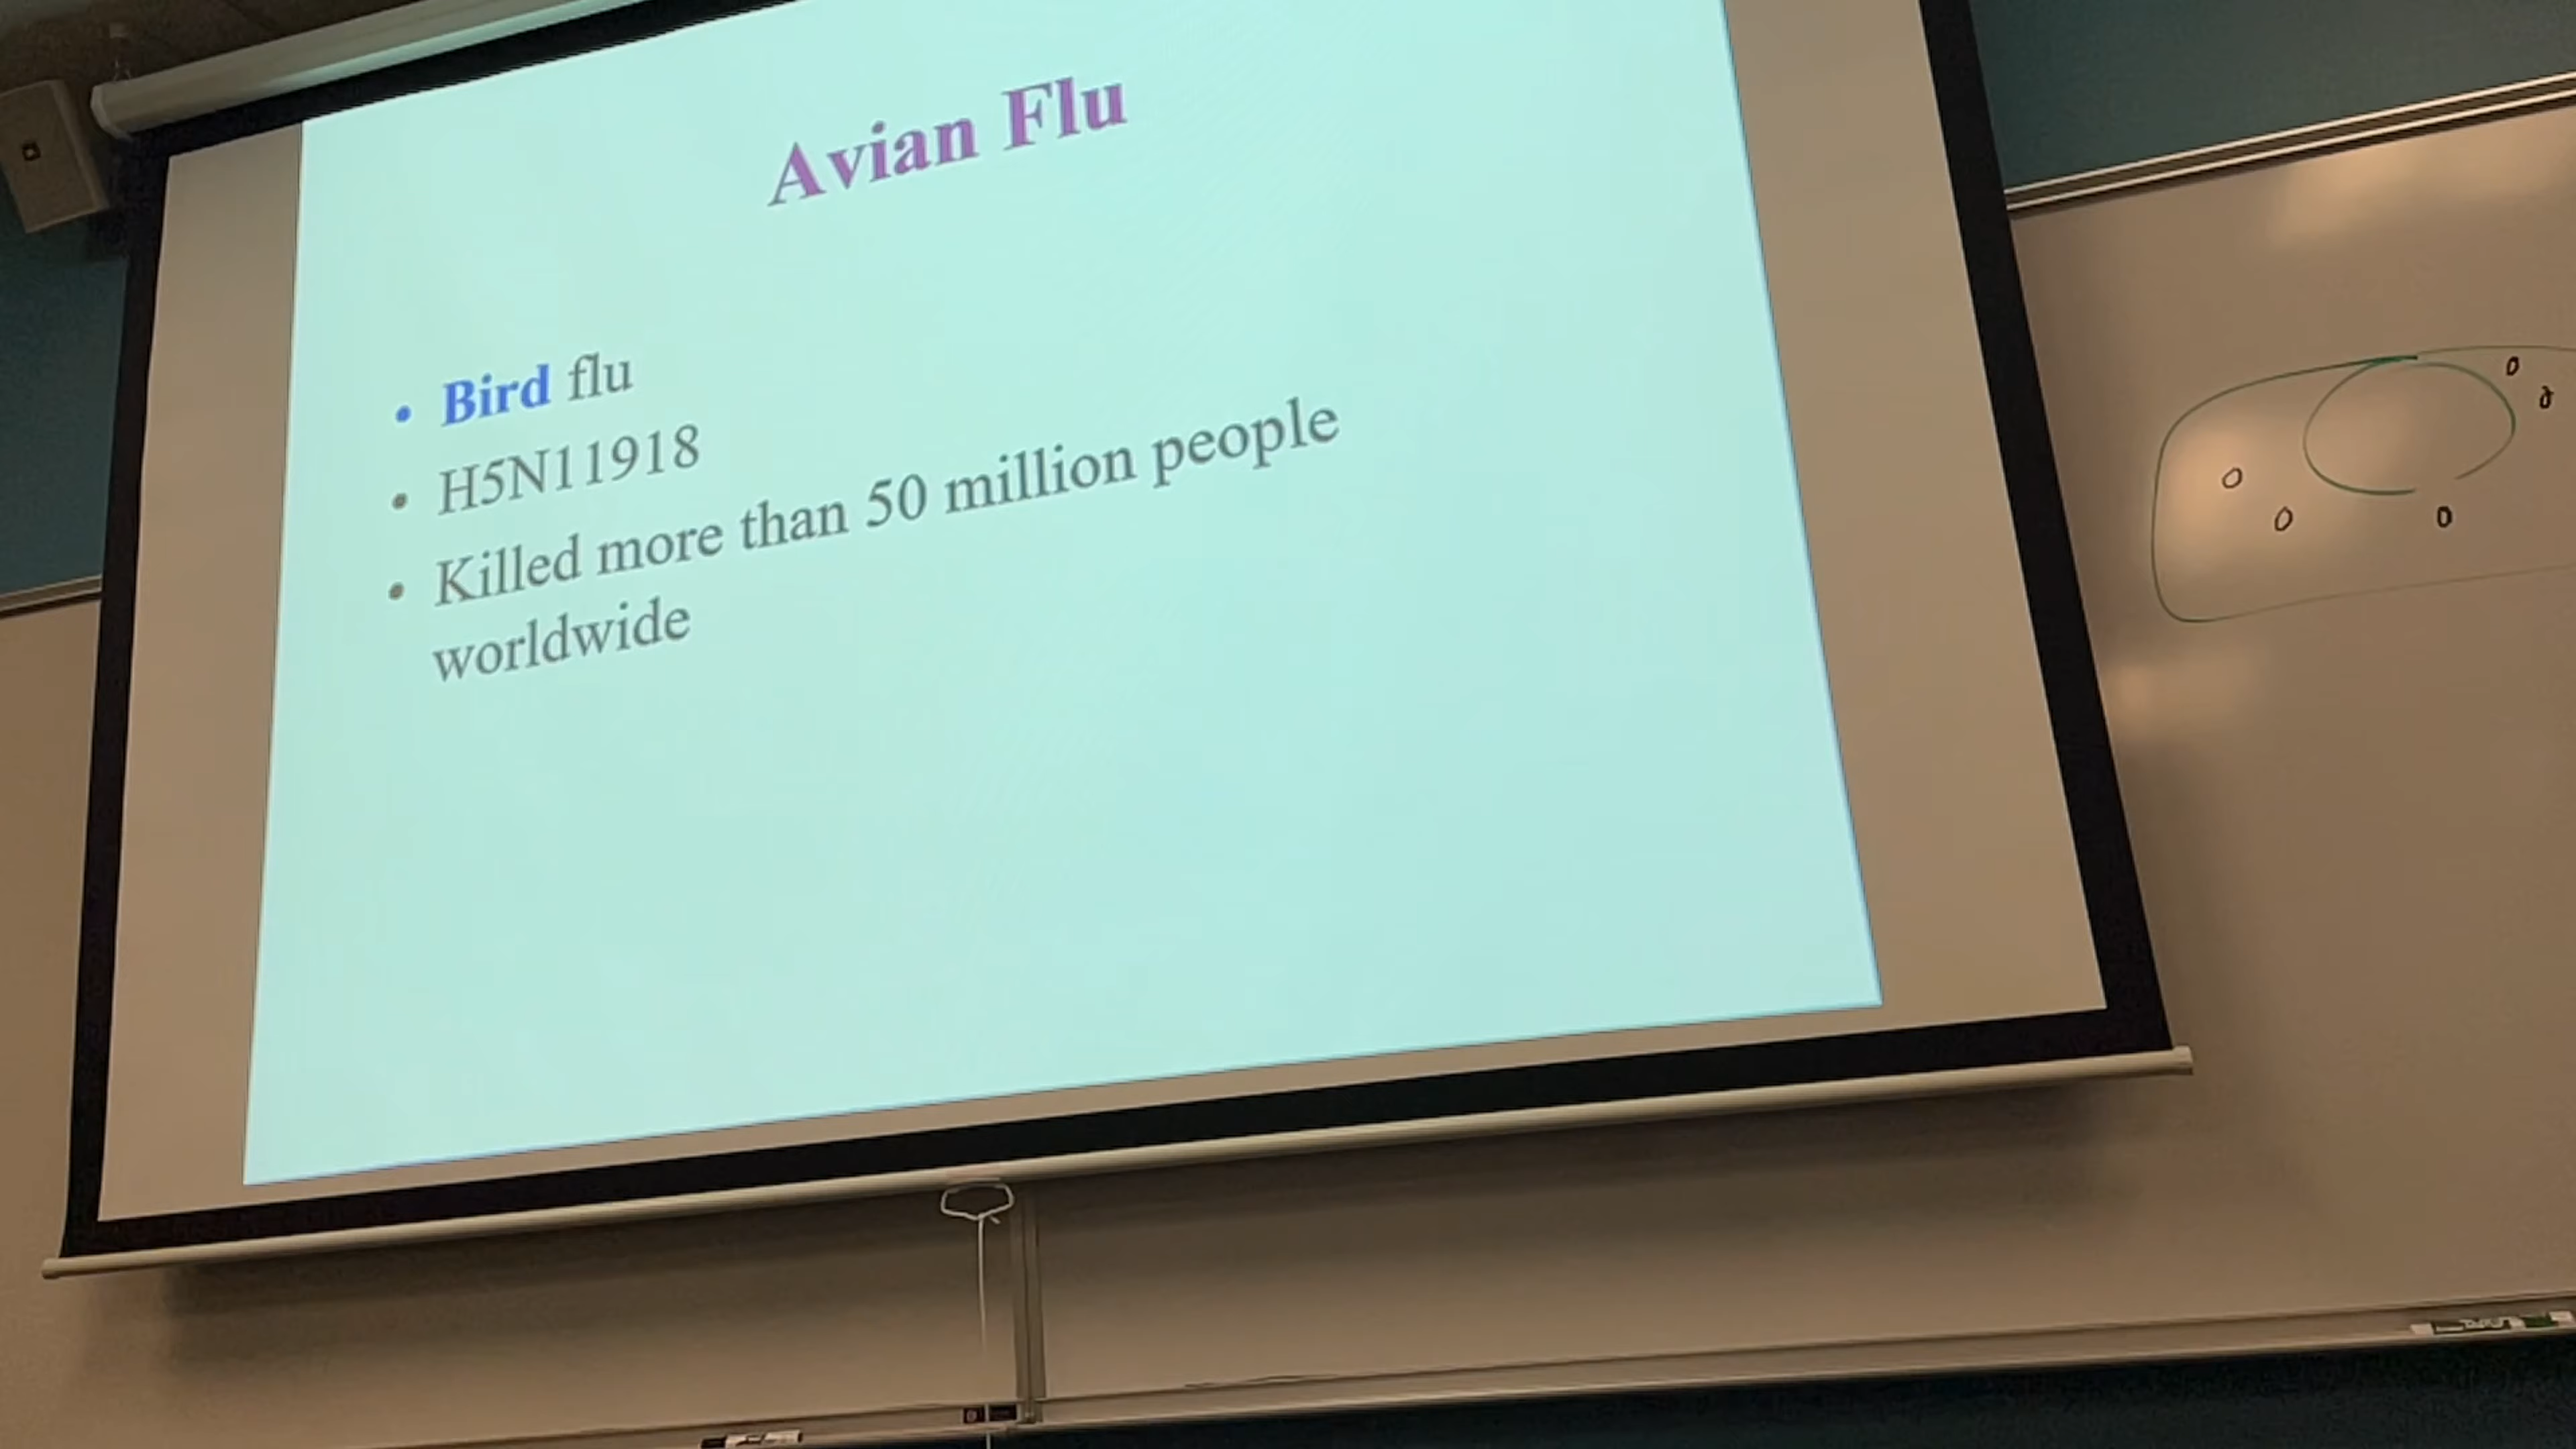 Avian Flu
• Bird flu
• H5N11918
• Killed more than 50 million people
worldwide